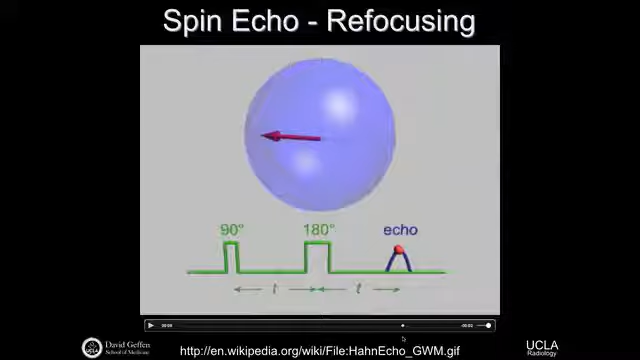 Spin Echo - Refocusing
90° 180° echo
t t
David Geffen
School of Medicine
UCLA
http://en.wikipedia.org/wiki/File:HahnEcho_GWM.gif
UCLA
Radiology